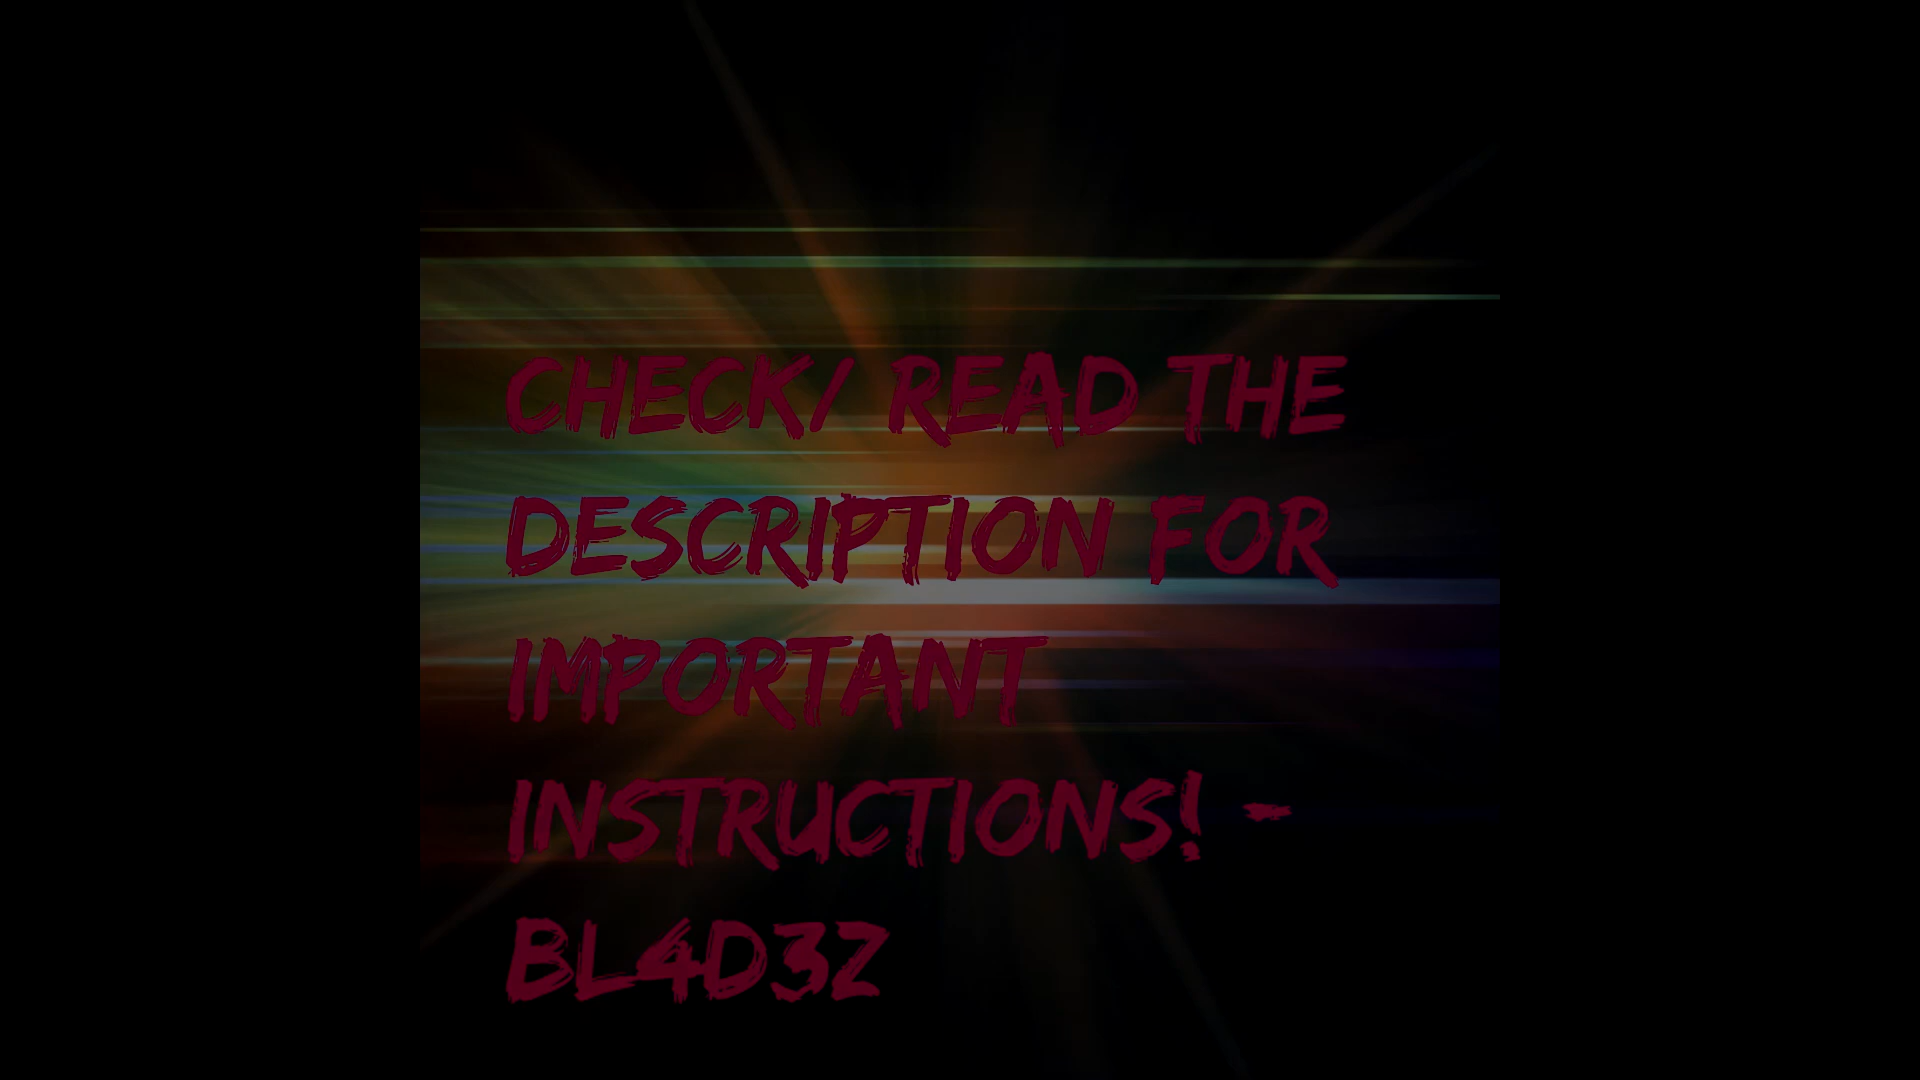 CHECK/ READ THE
DESCRIPTION FOR
IMPORTANT
INSTRUCTIONS! -
BL4D3Z